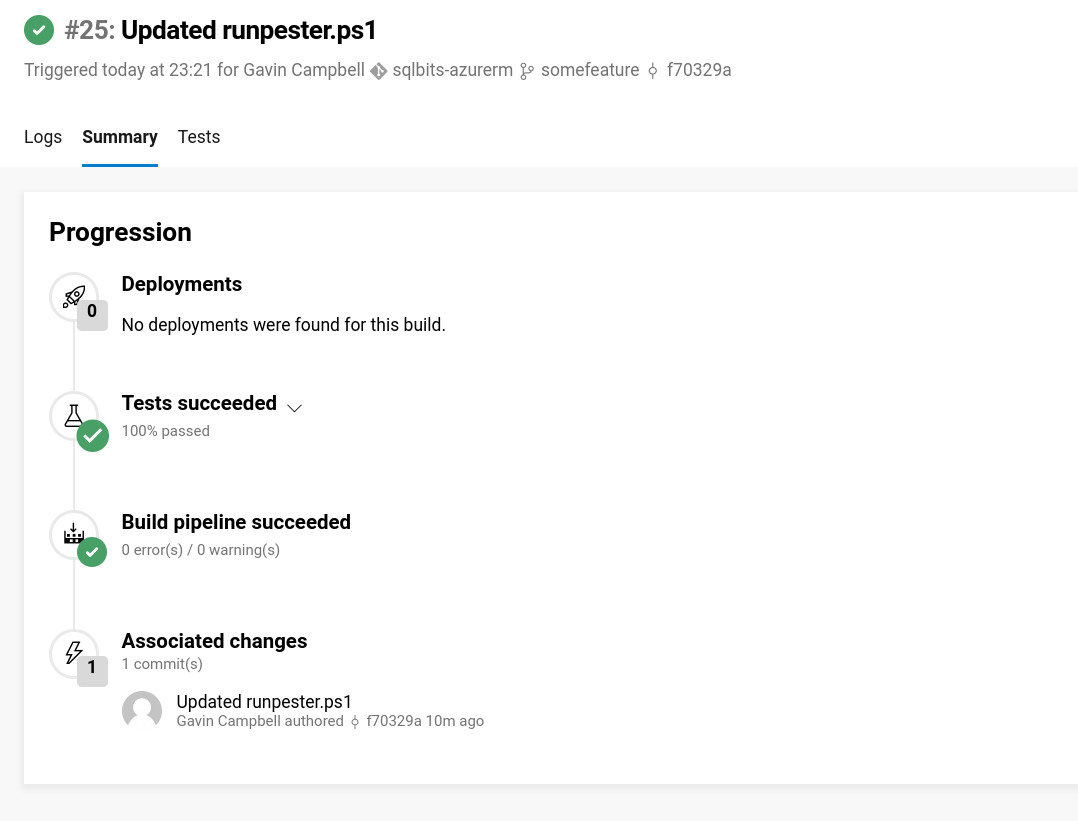 #25: Updated runpester.ps1
Triggered today at 23:21 for Gavin Campbell sqlbits-azurerm somefeature f70329a
Logs Summary Tests
Progression
Deployments
0
No deployments were found for this build.
Tests succeeded
100% passed
Build pipeline succeeded
0 error(s) / 0 warning(s)
Associated changes
1 commit(s)
1
Updated runpester.ps1
Gavin Campbell authored f70329a 10m ago